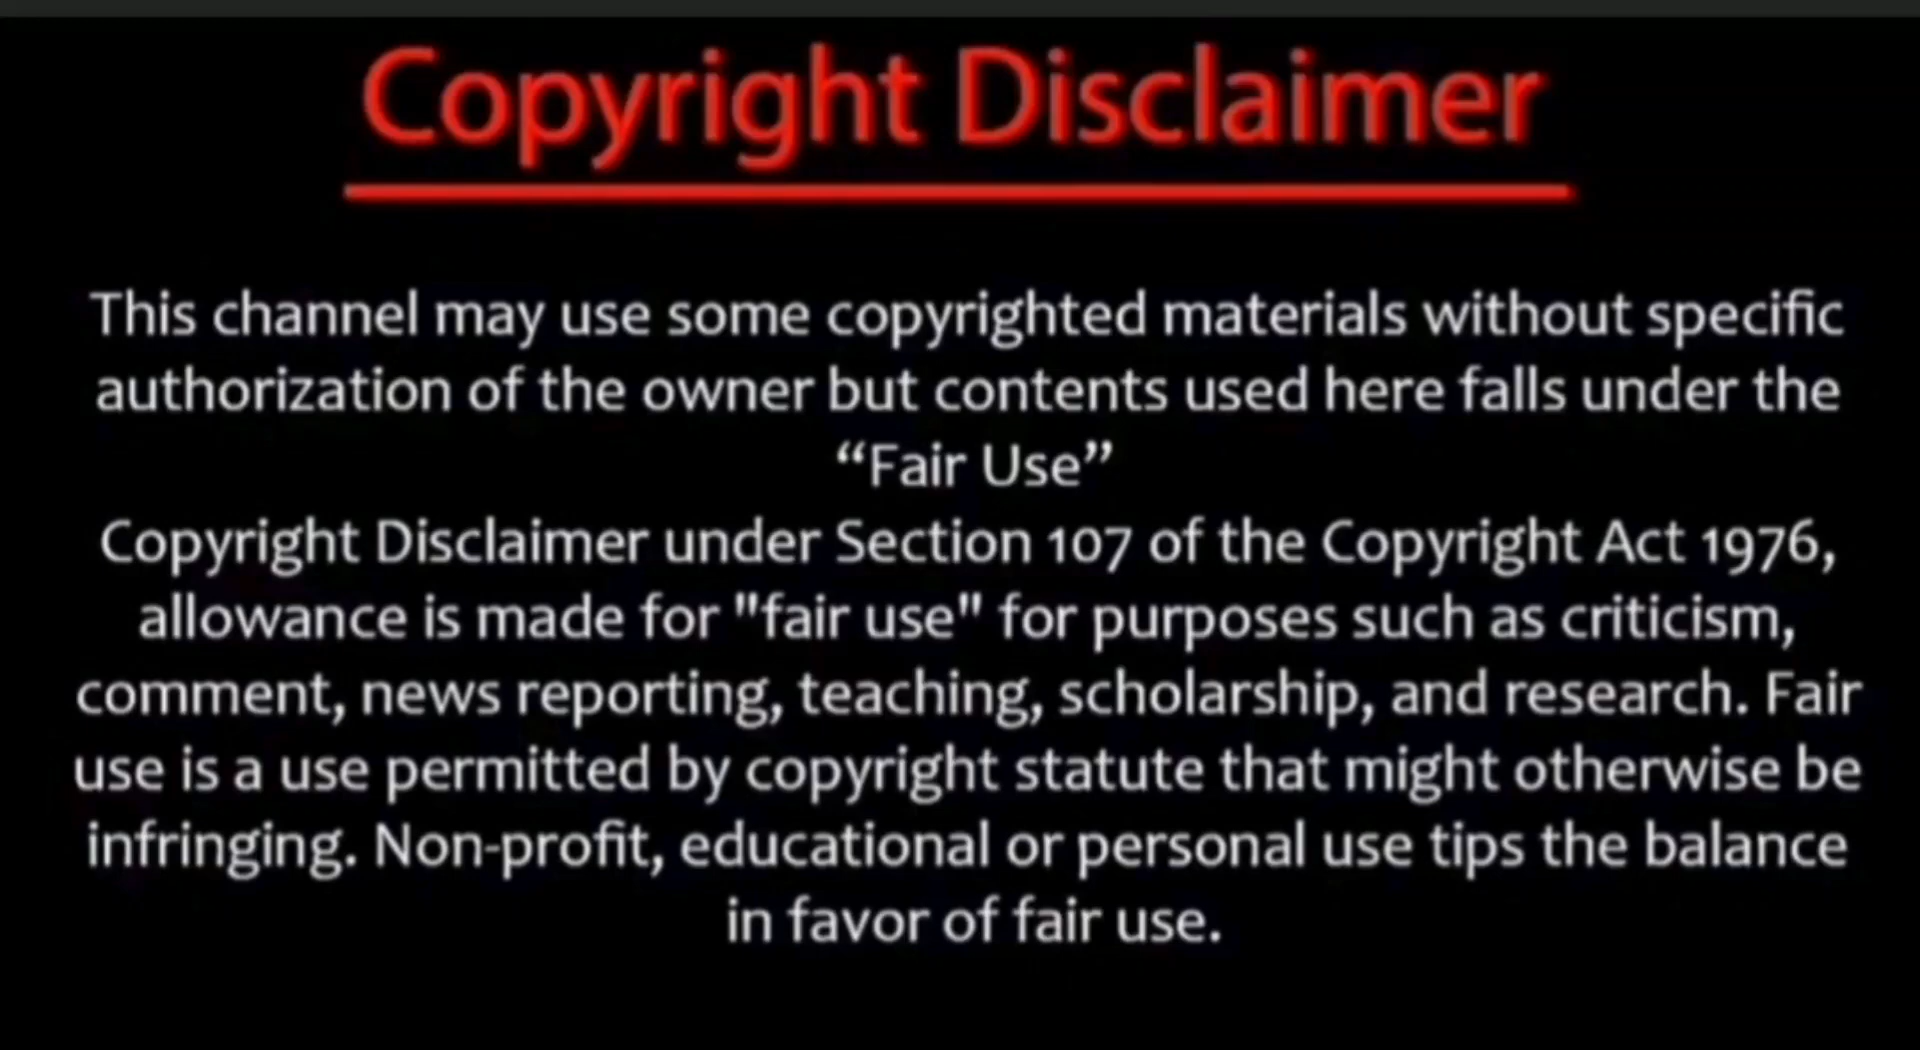 Copyright Disclaimer
This channel may use some copyrighted materials without specific
authorization of the owner but contents used here falls under the
“Fair Use”
Copyright Disclaimer under Section 107 of the Copyright Act 1976,
allowance is made for "fair use" for purposes such as criticism,
comment, news reporting, teaching, scholarship, and research. Fair
use is a use permitted by copyright statute that might otherwise be
infringing. Non-profit, educational or personal use tips the balance
in favor of fair use.